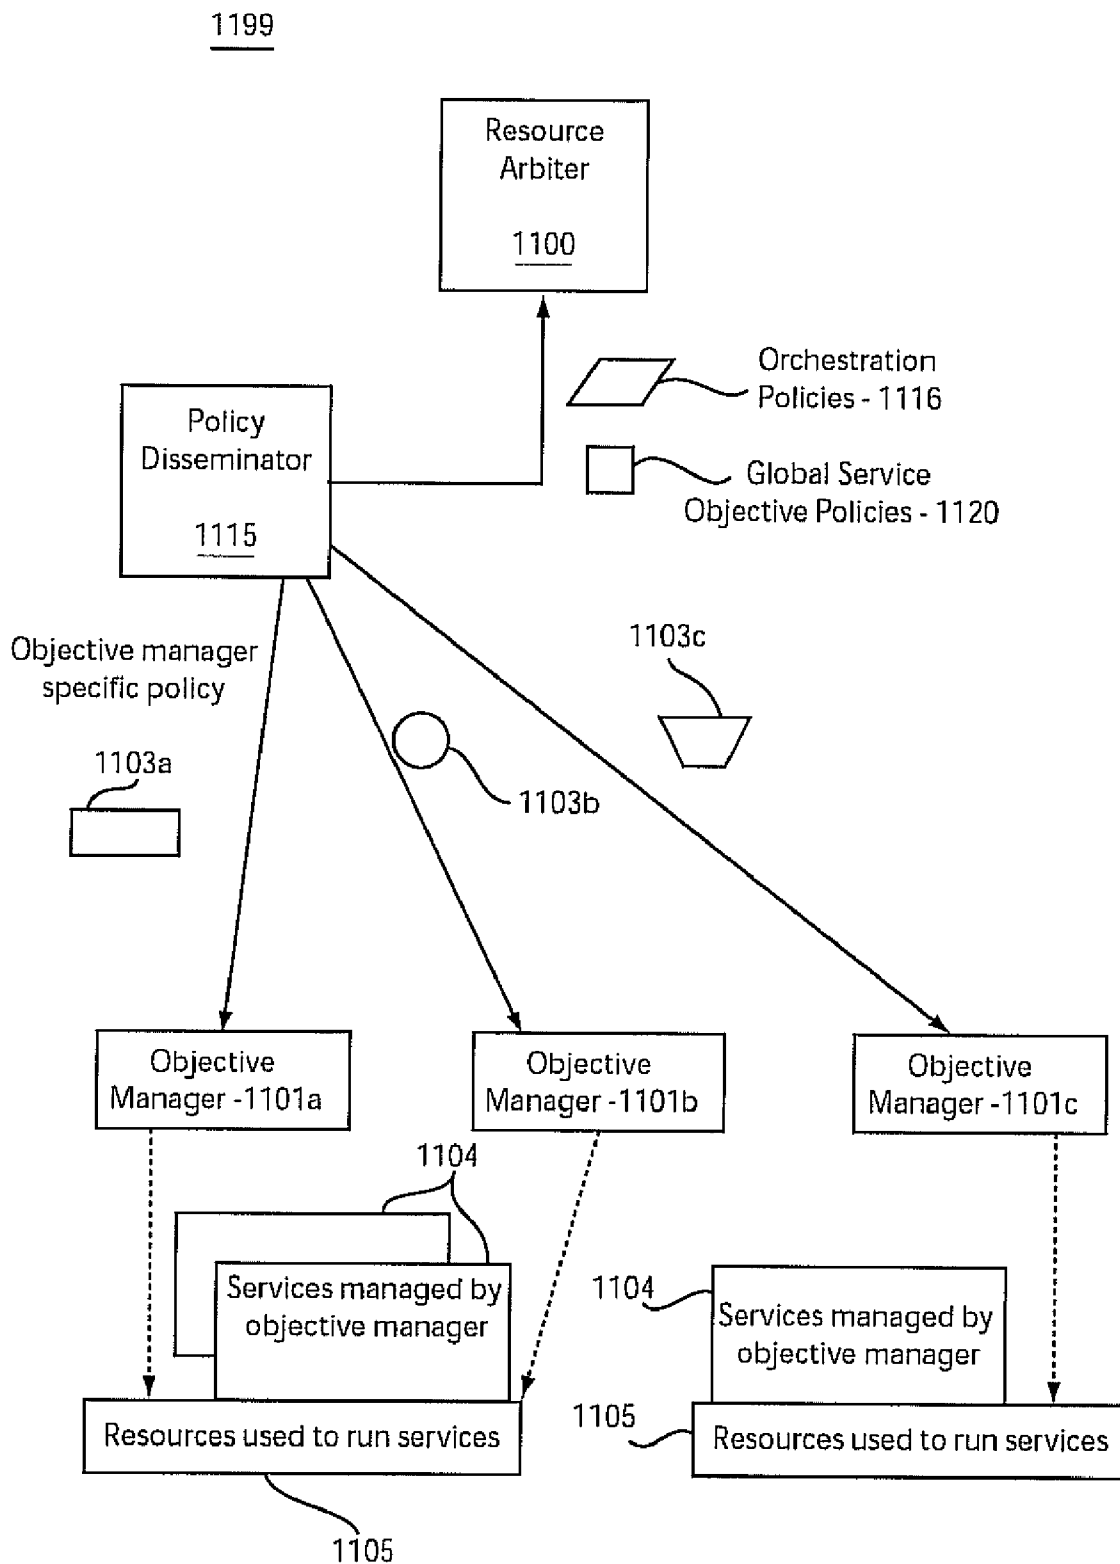 1199
Resource
Arbiter
1100
Orchestration
Policies - 1116
Policy
Disseminator
1115
Global Service
Objective Policies - 1120
Objective manager
specific policy
1103c
1103a
1103b
Objective
Manager -1101a
Objective
Manager -1101b
Objective
Manager -1101c
1104
Services managed by
objective manager
1104
Services managed by
objective manager
Resources used to run services
1105
Resources used to run services
1105